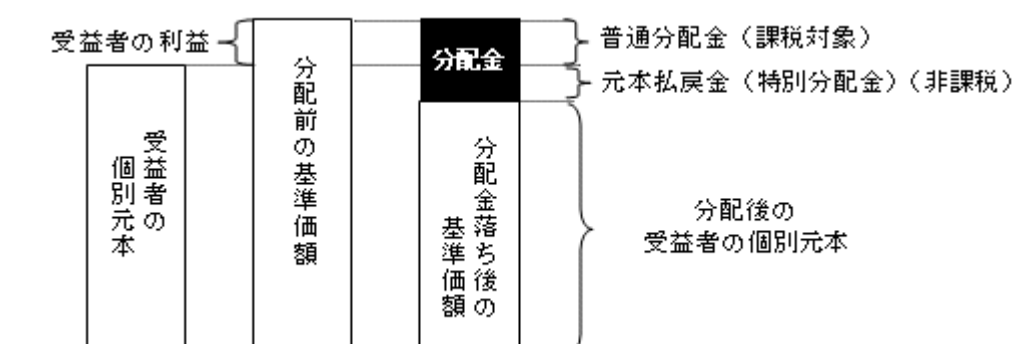 受益者の利益
普通分配金（課税対象）
分配金
元本払戻金（特別分配金）（非課税）
受益者の
個別元本
分配前の基準価額
分配金落ち後の
基準価額
分配後の
受益者の個別元本